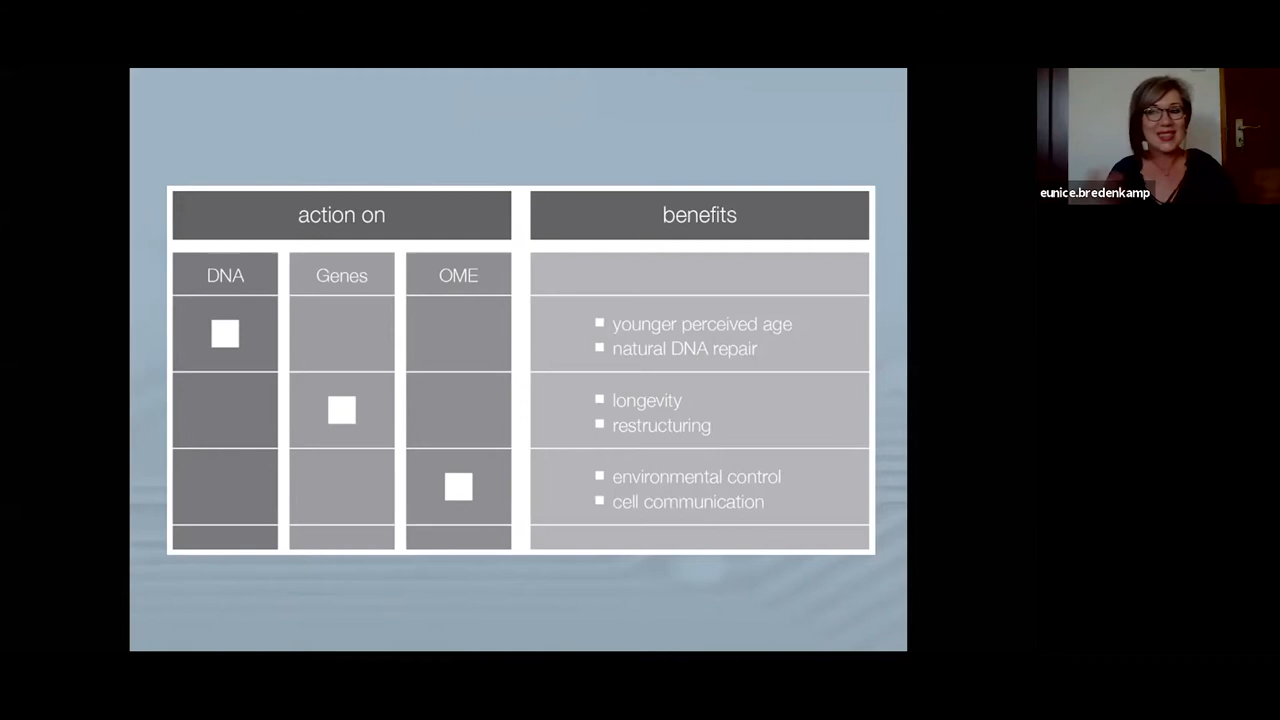 action on
benefits
DNA
Genes
OME
younger perceived age
natural DNA repair
longevity
restructuring
environmental control
cell communication
eunice.bredenkamp